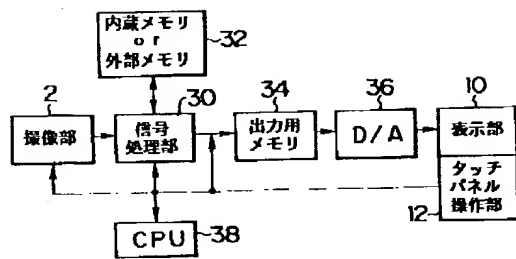 内蔵メモリ
or
外部メモリ
32
2
撮像部
30
信号
処理部
34
出力用
メモリ
36
D/A
10
表示部
タッチ
パネル
操作部
12
CPU
38